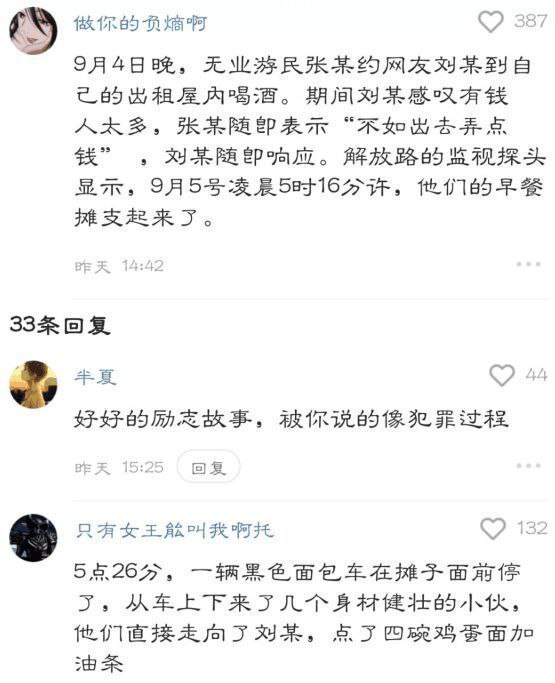 做你的负熵啊 387
9月4日晚，无业游民张某约网友刘某到自
己的出租屋内喝酒。期间刘某感叹有钱
人太多，张某随即表示“不如出去弄点
钱”，刘某随即响应。解放路的监视探头
显示，9月5号凌晨5时16分许，他们的早餐
摊支起来了。
昨天 14:42
33条回复
半夏 44
好好的励志故事，被你说的像犯罪过程
昨天 15:25 回复
只有女王能叫我啊托 132
5点26分，一辆黑色面包车在摊子面前停
了，从车上下来了几个身材健壮的小伙，
他们直接走向了刘某，点了四碗鸡蛋面加
油条